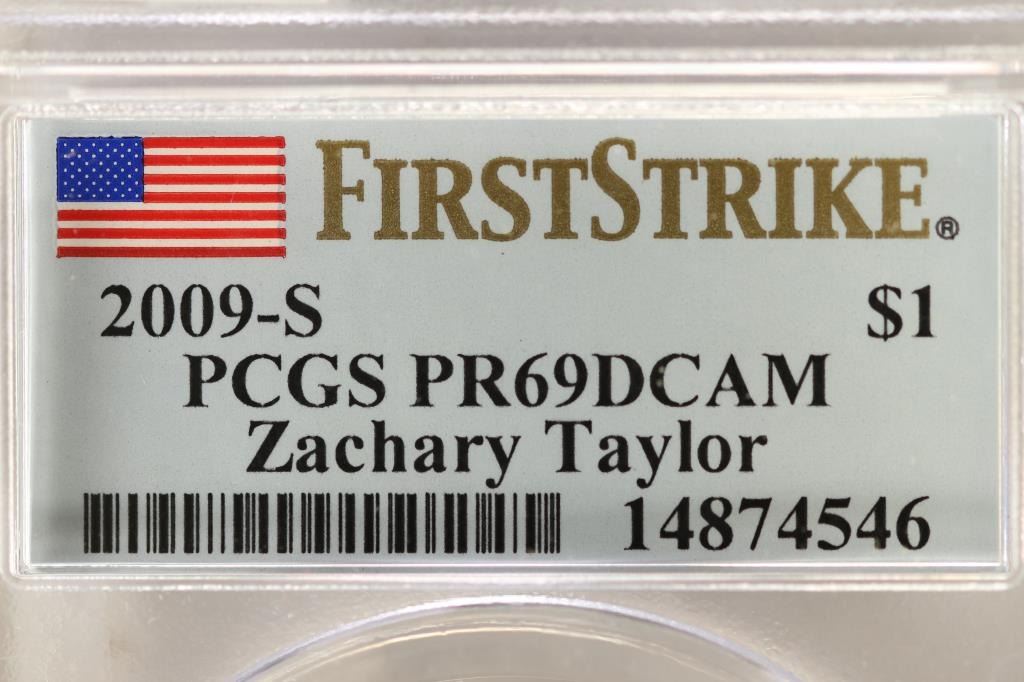 FIRSTSTRIKE®
2009-S $1
PCGS PR69DCAM
Zachary Taylor
14874546